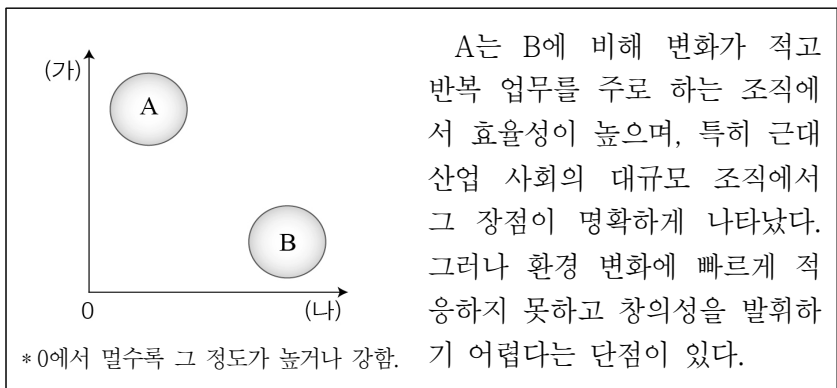 (가)
A
B
0
(나)
*0에서 멀수록 그 정도가 높거나 강함.
A는 B에 비해 변화가 적고
반복 업무를 주로 하는 조직에
서 효율성이 높으며, 특히 근대
산업 사회의 대규모 조직에서
그 장점이 명확하게 나타났다.
그러나 환경 변화에 빠르게 적
응하지 못하고 창의성을 발휘하
기 어렵다는 단점이 있다.